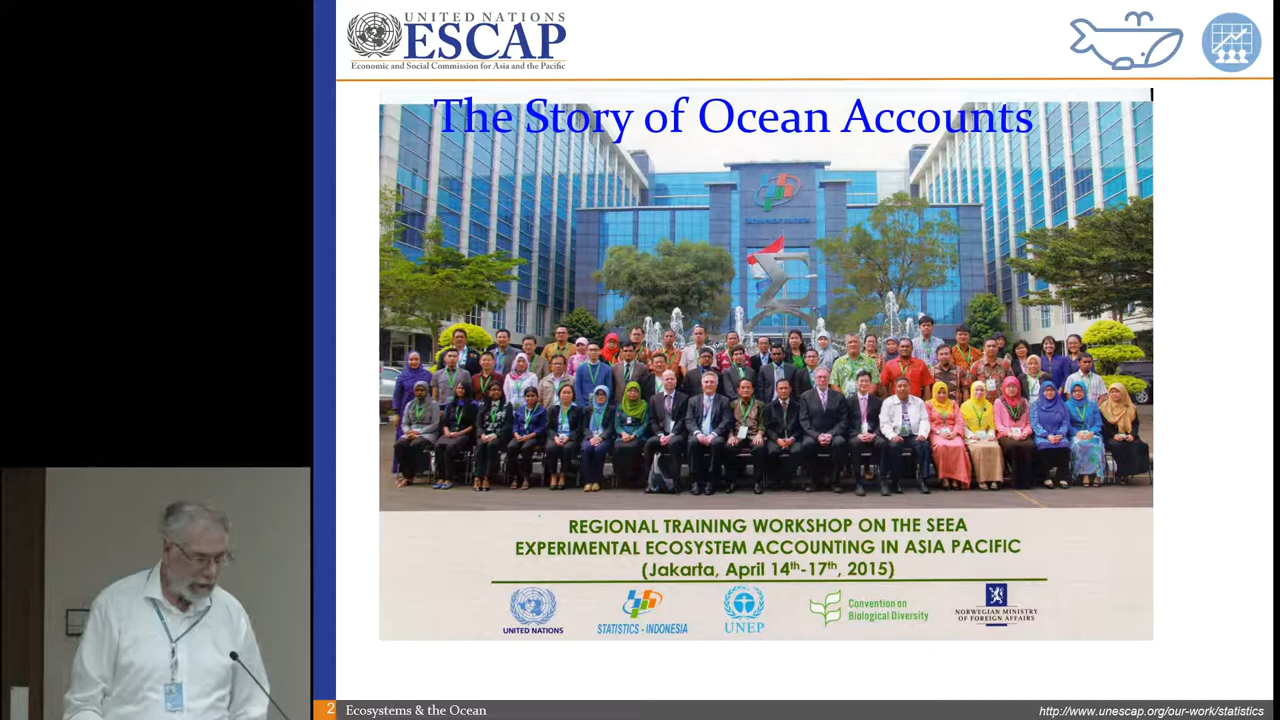 UNITED NATIONS
ESCAP
Economic and Social Commission for Asia and the Pacific
The Story of Ocean Accounts
REGIONAL TRAINING WORKSHOP ON THE SEEA
EXPERIMENTAL ECOSYSTEM ACCOUNTING IN ASIA PACIFIC
(Jakarta, April 14th-17th, 2015)
UNITED NATIONS
STATISTICS - INDONESIA
UNEP
Convention on
Biological Diversity
NORWEGIAN MINISTRY
OF FOREIGN AFFAIRS
2 Ecosystems & the Ocean
http://www.unescap.org/our-work/statistics